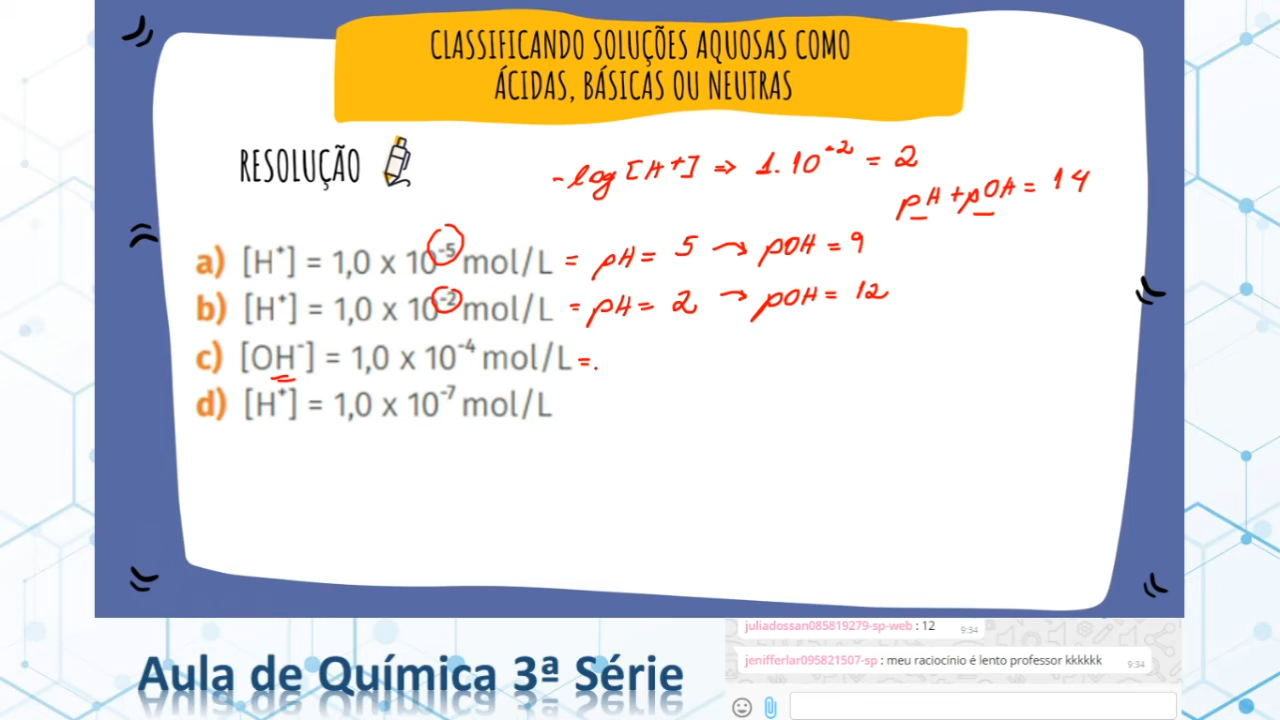 CLASSIFICANDO SOLUÇÕES AQUOSAS COMO
ÁCIDAS, BÁSICAS OU NEUTRAS
RESOLUÇÃO
-log [H+] => 1.10^-2 = 2
pH + pOH = 14
a) [H⁺] = 1,0 x 10⁻⁵ mol/L = pH = 5 → pOH = 9
b) [H⁺] = 1,0 x 10⁻² mol/L = pH = 2 → pOH = 12
c) [OH⁻] = 1,0 x 10⁻⁴ mol/L =.
d) [H⁺] = 1,0 x 10⁻⁷ mol/L
Aula de Química 3ª Série
juliadossan085819279-sp-web : 12 9:34
jenifferlar095821507-sp : meu raciocínio é lento professor kkkkkk 9:34